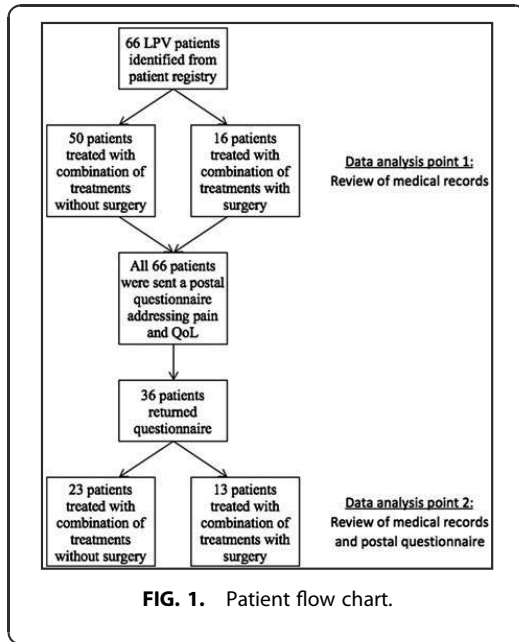 66 LPV patients
identified from
patient registry
50 patients
treated with
combination of
treatments
without surgery
16 patients
treated with
combination of
treatments with
surgery
Data analysis point 1:
Review of medical records
All 66 patients
were sent a postal
questionnaire
addressing pain
and QoL
36 patients
returned
questionnaire
23 patients
treated with
combination of
treatments
without surgery
13 patients
treated with
combination of
treatments with
surgery
Data analysis point 2:
Review of medical records
and postal questionnaire
FIG. 1. Patient flow chart.